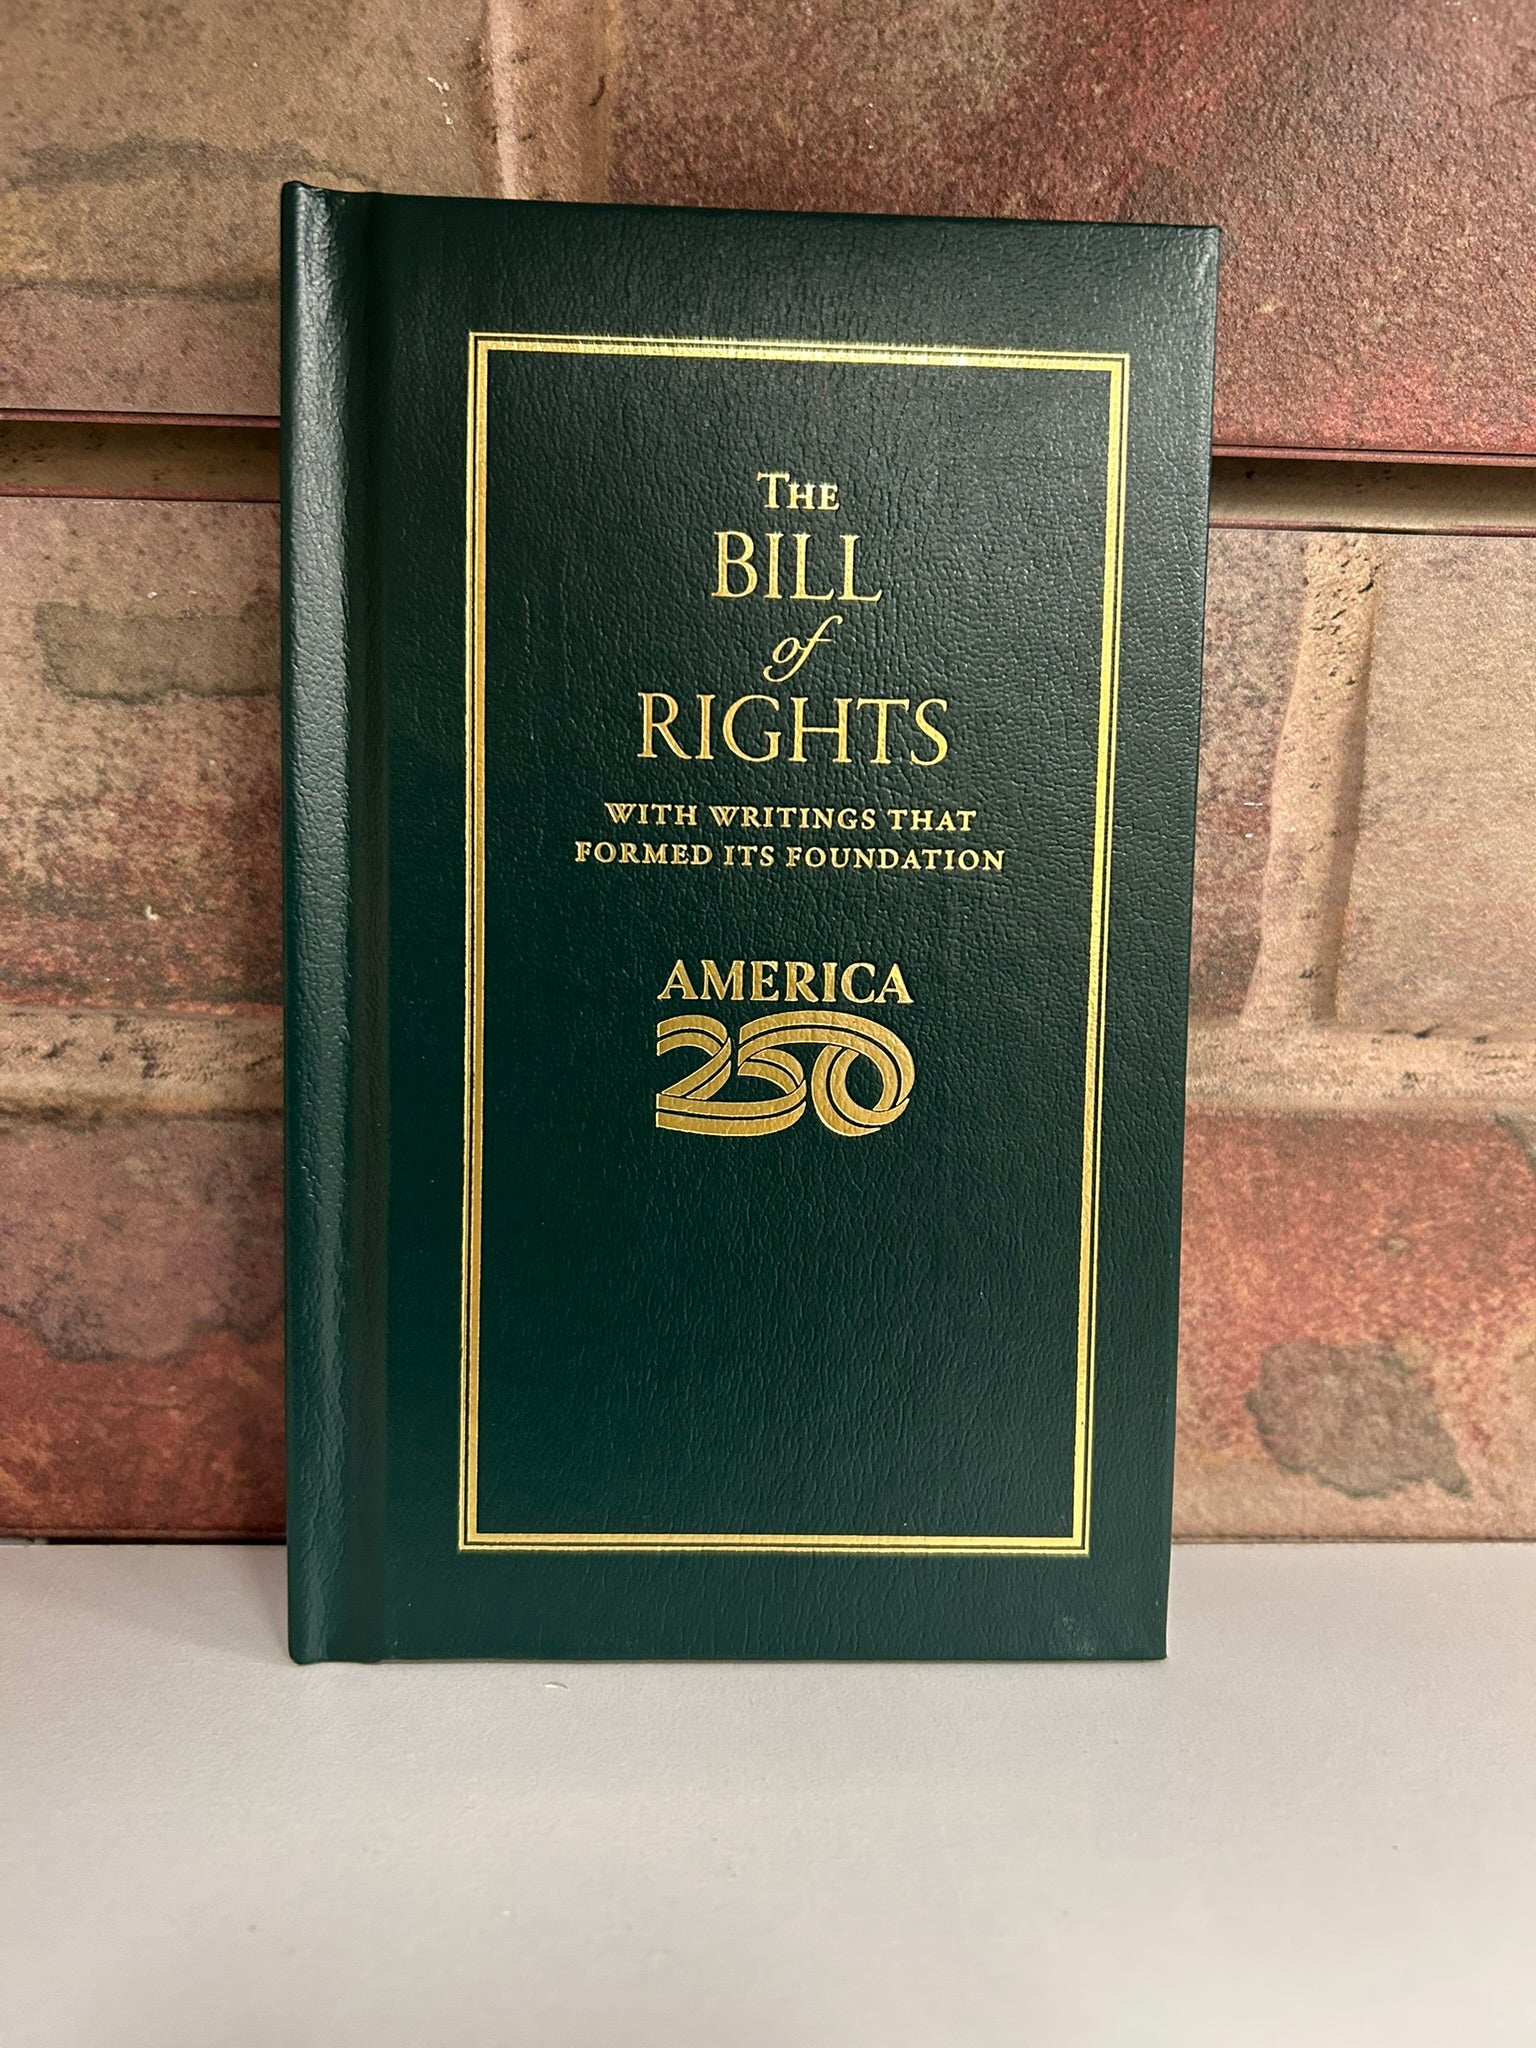 THE
BILL
of
RIGHTS
WITH WRITINGS THAT
FORMED ITS FOUNDATION
AMERICA
250